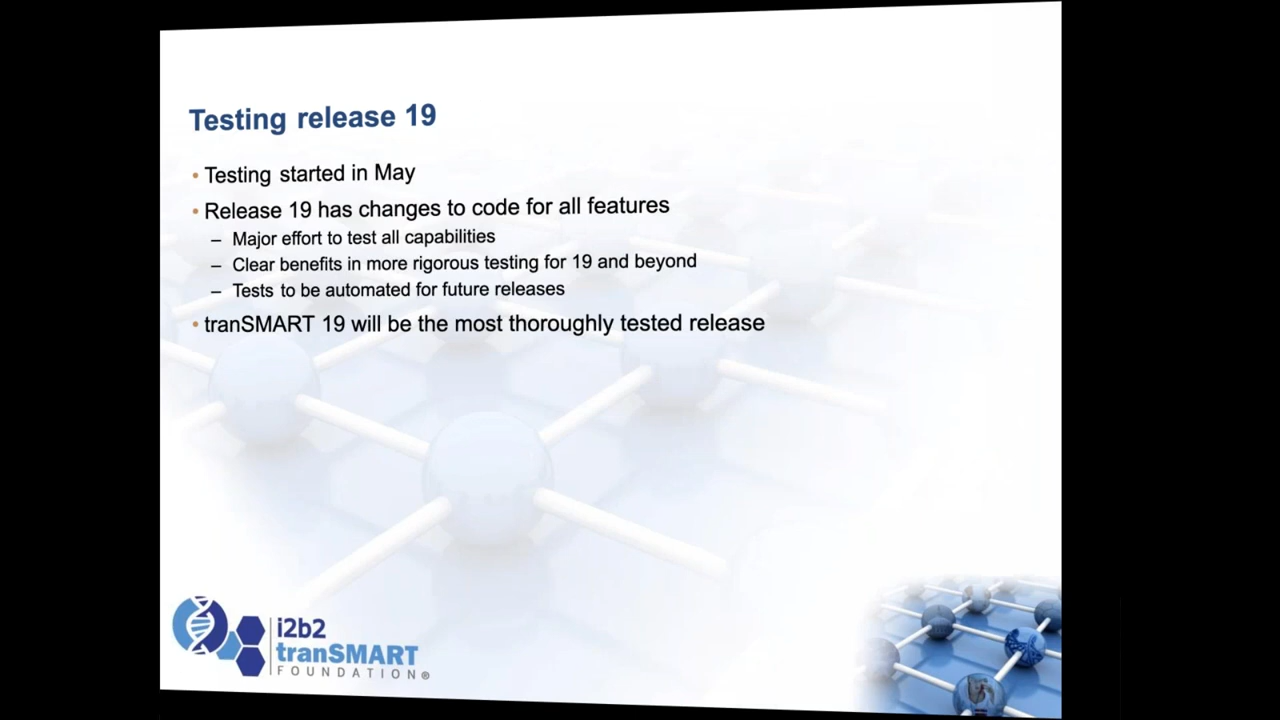 Testing release 19
• Testing started in May
• Release 19 has changes to code for all features
– Major effort to test all capabilities
– Clear benefits in more rigorous testing for 19 and beyond
– Tests to be automated for future releases
• tranSMART 19 will be the most thoroughly tested release
i2b2
tranSMART
FOUNDATION®